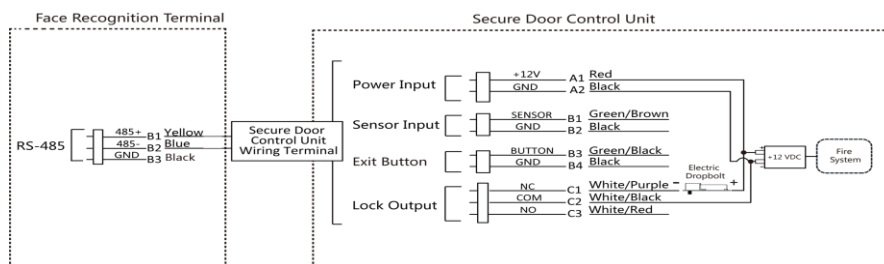 Face Recognition Terminal
Secure Door Control Unit
RS-485
485+ B1 Yellow
485- B2 Blue
GND B3 Black
Secure Door
Control Unit
Wiring Terminal
Power Input
+12V A1 Red
GND A2 Black
Sensor Input
SENSOR B1 Green/Brown
GND B2 Black
Exit Button
BUTTON B3 Green/Black
GND B4 Black
Lock Output
NC C1 White/Purple
COM C2 White/Black
NO C3 White/Red
Electric
Dropbolt
- +
+12 VDC
Fire
System